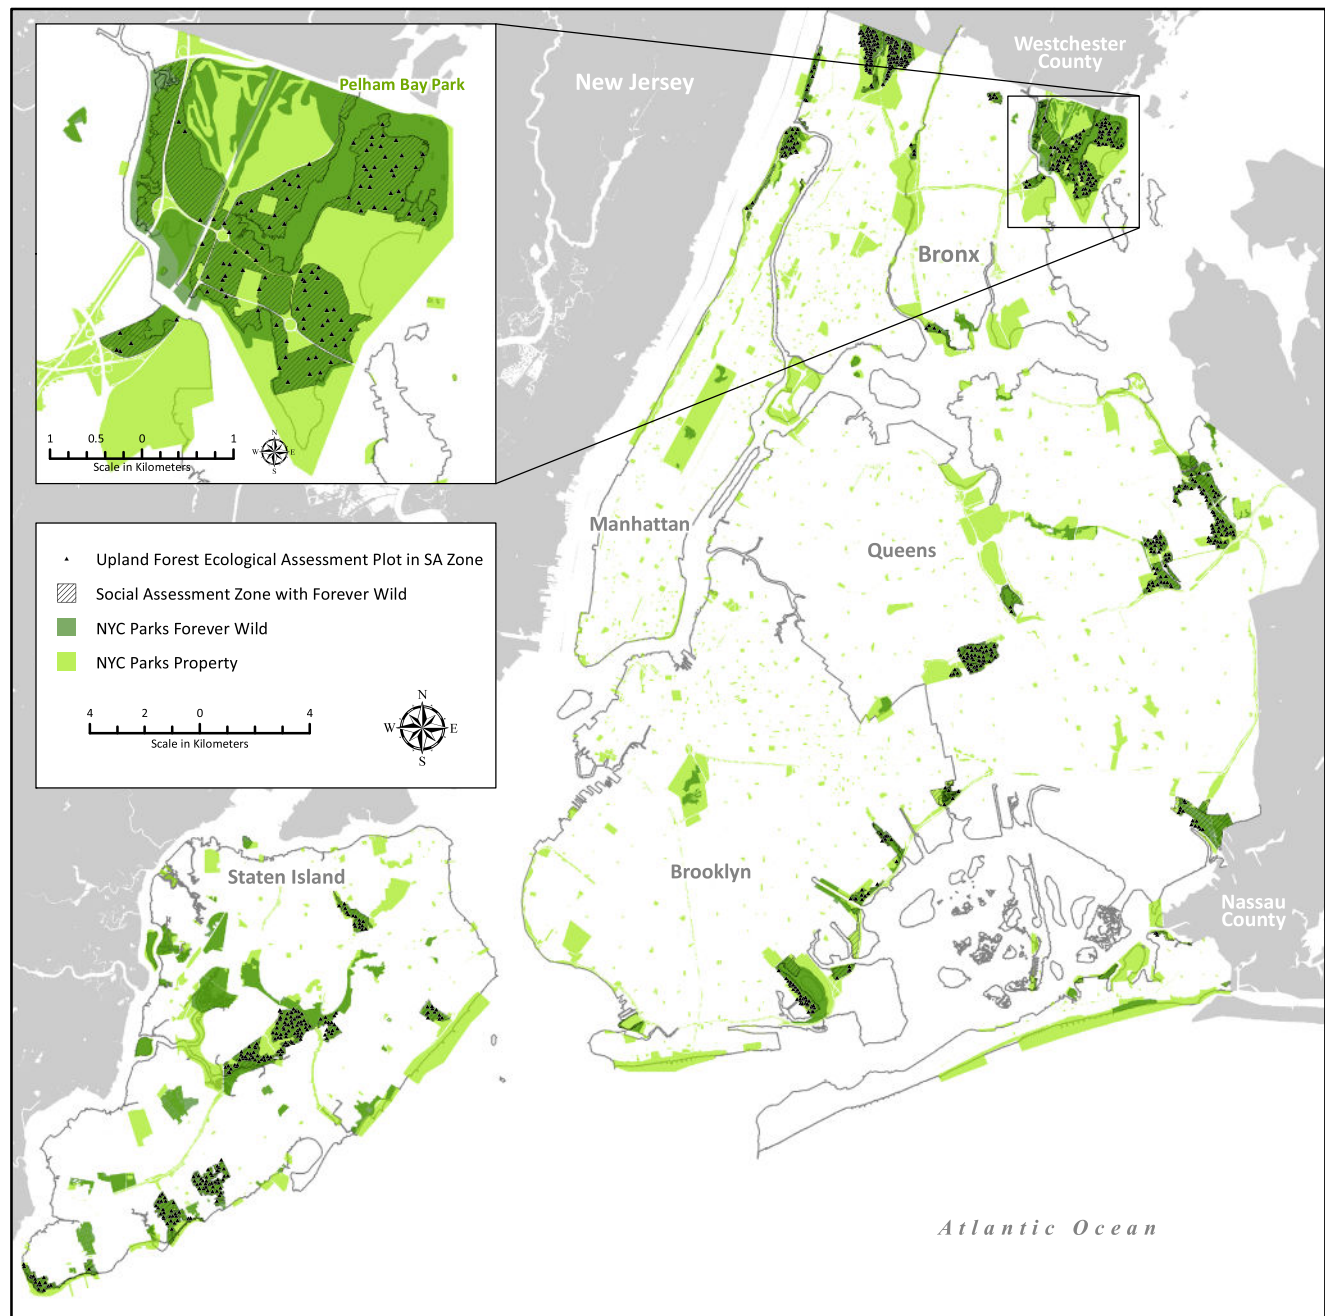 Pelham Bay Park
1 0.5 0 1
Scale in Kilometers
N
W E
S
New Jersey
Westchester
County
Bronx
Manhattan
Queens
Upland Forest Ecological Assessment Plot in SA Zone
Social Assessment Zone with Forever Wild
NYC Parks Forever Wild
NYC Parks Property
4 2 0 4
Scale in Kilometers
N
W E
S
Staten Island
Brooklyn
Nassau
County
Atlantic Ocean